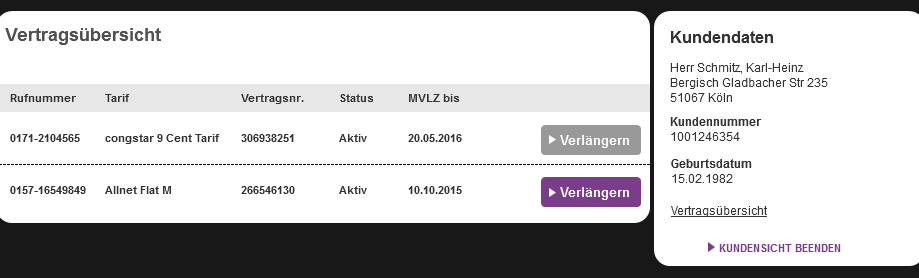 Vertragsübersicht
Rufnummer Tarif Vertragsnr. Status MVLZ bis
0171-2104565 congstar 9 Cent Tarif 306938251 Aktiv 20.05.2016 Verlängern
0157-16549849 Allnet Flat M 266546130 Aktiv 10.10.2015 Verlängern
Kundendaten
Herr Schmitz, Karl-Heinz
Bergisch Gladbacher Str 235
51067 Köln
Kundennummer
1001246354
Geburtsdatum
15.02.1982
Vertragsübersicht
KUNDENSICHT BEENDEN